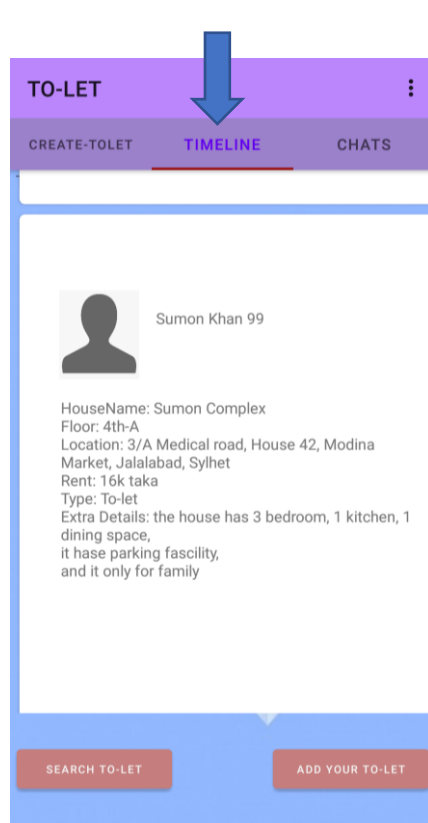 TO-LET
CREATE-TOLET TIMELINE CHATS
Sumon Khan 99
HouseName: Sumon Complex
Floor: 4th-A
Location: 3/A Medical road, House 42, Modina
Market, Jalalabad, Sylhet
Rent: 16k taka
Type: To-let
Extra Details: the house has 3 bedroom, 1 kitchen, 1
dining space,
it hase parking fascility,
and it only for family
SEARCH TO-LET ADD YOUR TO-LET